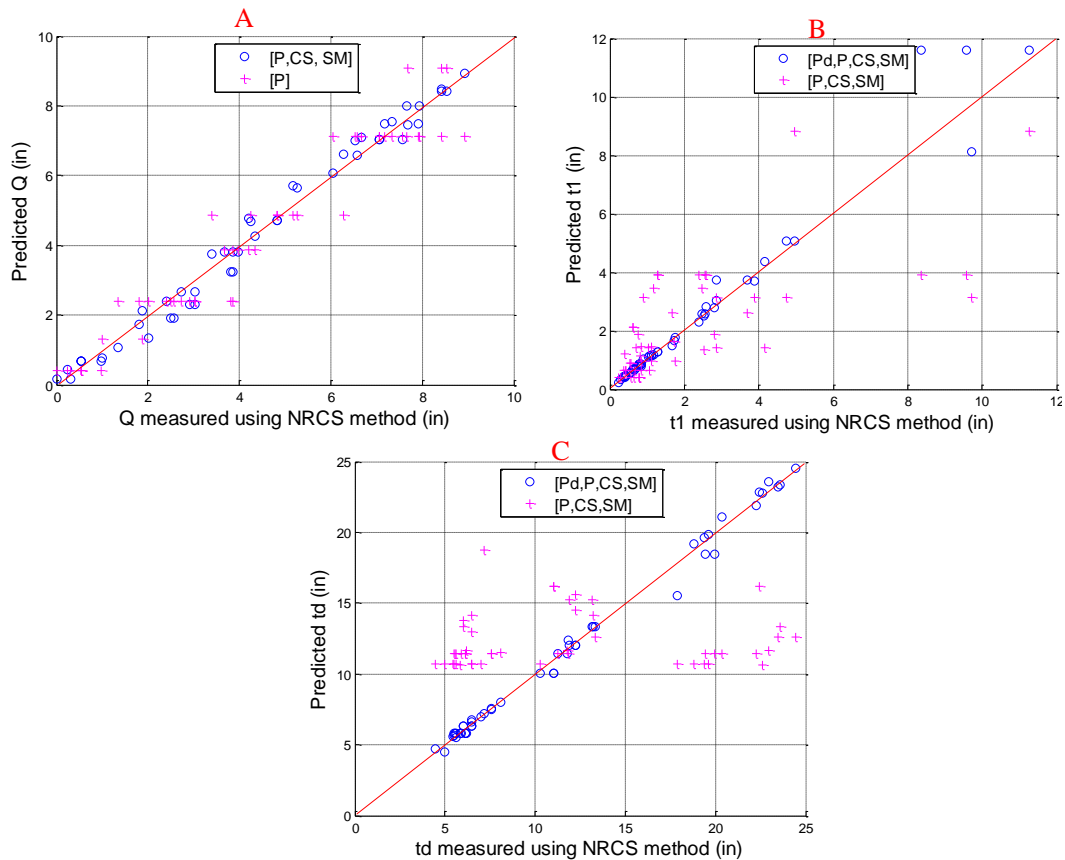 A
10
8
6
4
2
0
0 2 4 6 8 10
[P,CS, SM]
[P]
Predicted Q (in)
Q measured using NRCS method (in)
B
12
10
8
6
4
2
0
0 2 4 6 8 10 12
[Pd,P,CS,SM]
[P,CS,SM]
Predicted t1 (in)
t1 measured using NRCS method (in)
C
25
20
15
10
5
0
0 5 10 15 20 25
[Pd,P,CS,SM]
[P,CS,SM]
Predicted td (in)
td measured using NRCS method (in)